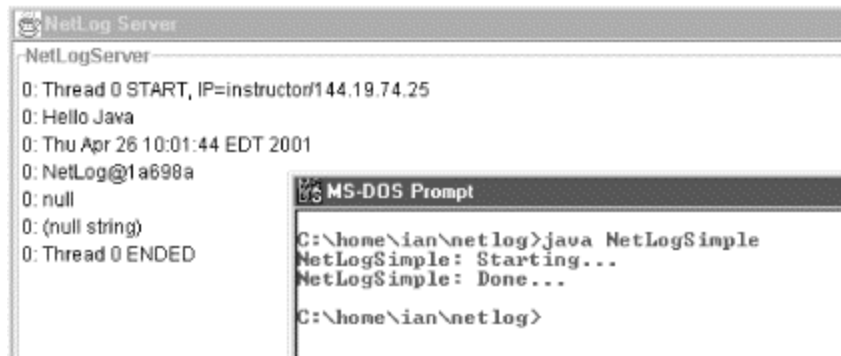 NetLog Server
NetLogServer
0: Thread 0 START, IP=instructor/144.19.74.25
0: Hello Java
0: Thu Apr 26 10:01:44 EDT 2001
0: NetLog@1a698a
0: null
0: (null string)
0: Thread 0 ENDED
MS-DOS Prompt
C:\home\ian\netlog>java NetLogSimple
NetLogSimple: Starting...
NetLogSimple: Done...
C:\home\ian\netlog>